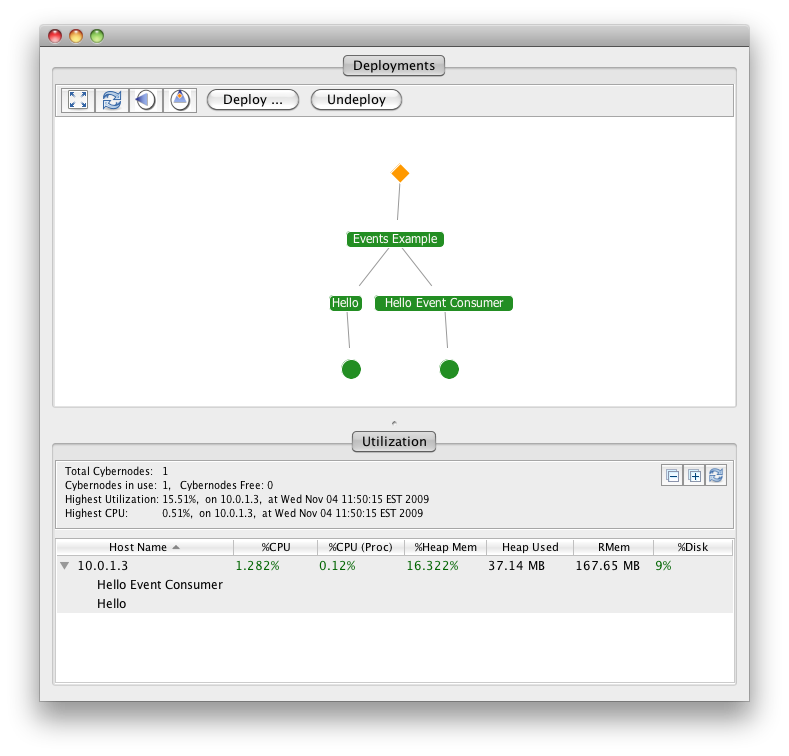 Deployments
Deploy ... Undeploy
Events Example
Hello Hello Event Consumer
Utilization
Total Cybernodes: 1
Cybernodes in use: 1, Cybernodes Free: 0
Highest Utilization: 15.51%, on 10.0.1.3, at Wed Nov 04 11:50:15 EST 2009
Highest CPU: 0.51%, on 10.0.1.3, at Wed Nov 04 11:50:15 EST 2009
Host Name %CPU %CPU (Proc) %Heap Mem Heap Used RMem %Disk
10.0.1.3 1.282% 0.12% 16.322% 37.14 MB 167.65 MB 9%
Hello Event Consumer
Hello